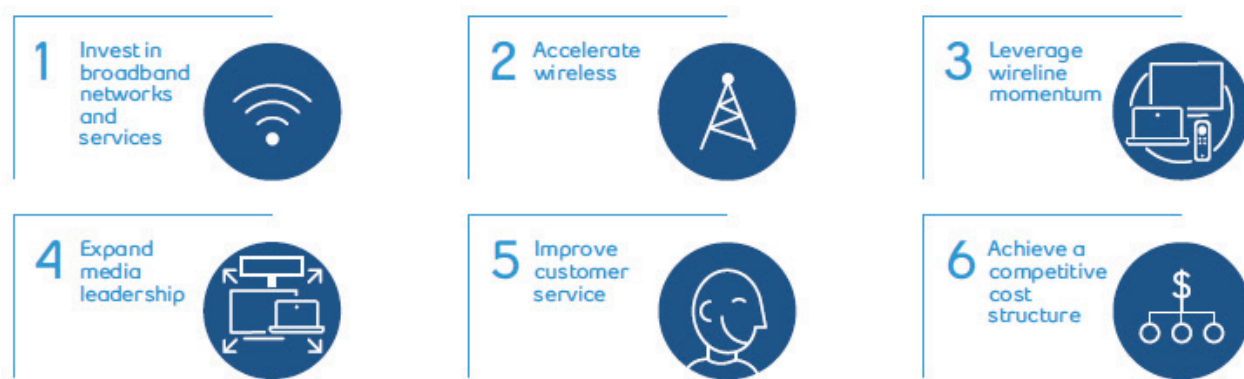 1 Invest in
broadband
networks
and
services
2 Accelerate
wireless
3 Leverage
wireline
momentum
4 Expand
media
leadership
5 Improve
customer
service
6 Achieve a
competitive
cost
structure
$